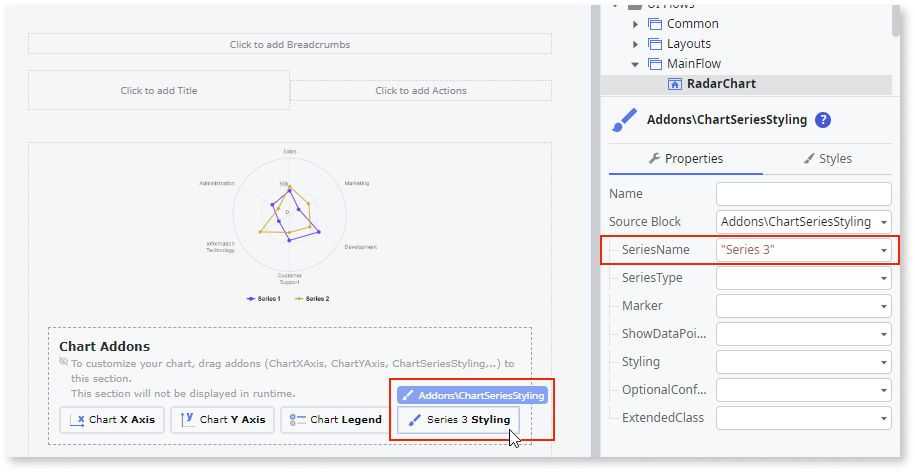 Click to add Breadcrumbs
Click to add Title
Click to add Actions
Sales
Administration
50k
Marketing
0
Information
Technology
Development
Customer
Support
Series 1
Series 2
Chart Addons
To customize your chart, drag addons (ChartXAxis, ChartYAxis, ChartSeriesStyling,..) to
this section.
This section will not be displayed in runtime.
Addons\ChartSeriesStyling
x Chart X Axis
y Chart Y Axis
Chart Legend
Series 3 Styling
UI Flows
Common
Layouts
MainFlow
RadarChart
Addons\ChartSeriesStyling ?
Properties
Styles
Name
Source Block Addons\ChartSeriesStyling
SeriesName "Series 3"
SeriesType
Marker
ShowDataPoi...
Styling
OptionalConf...
ExtendedClass